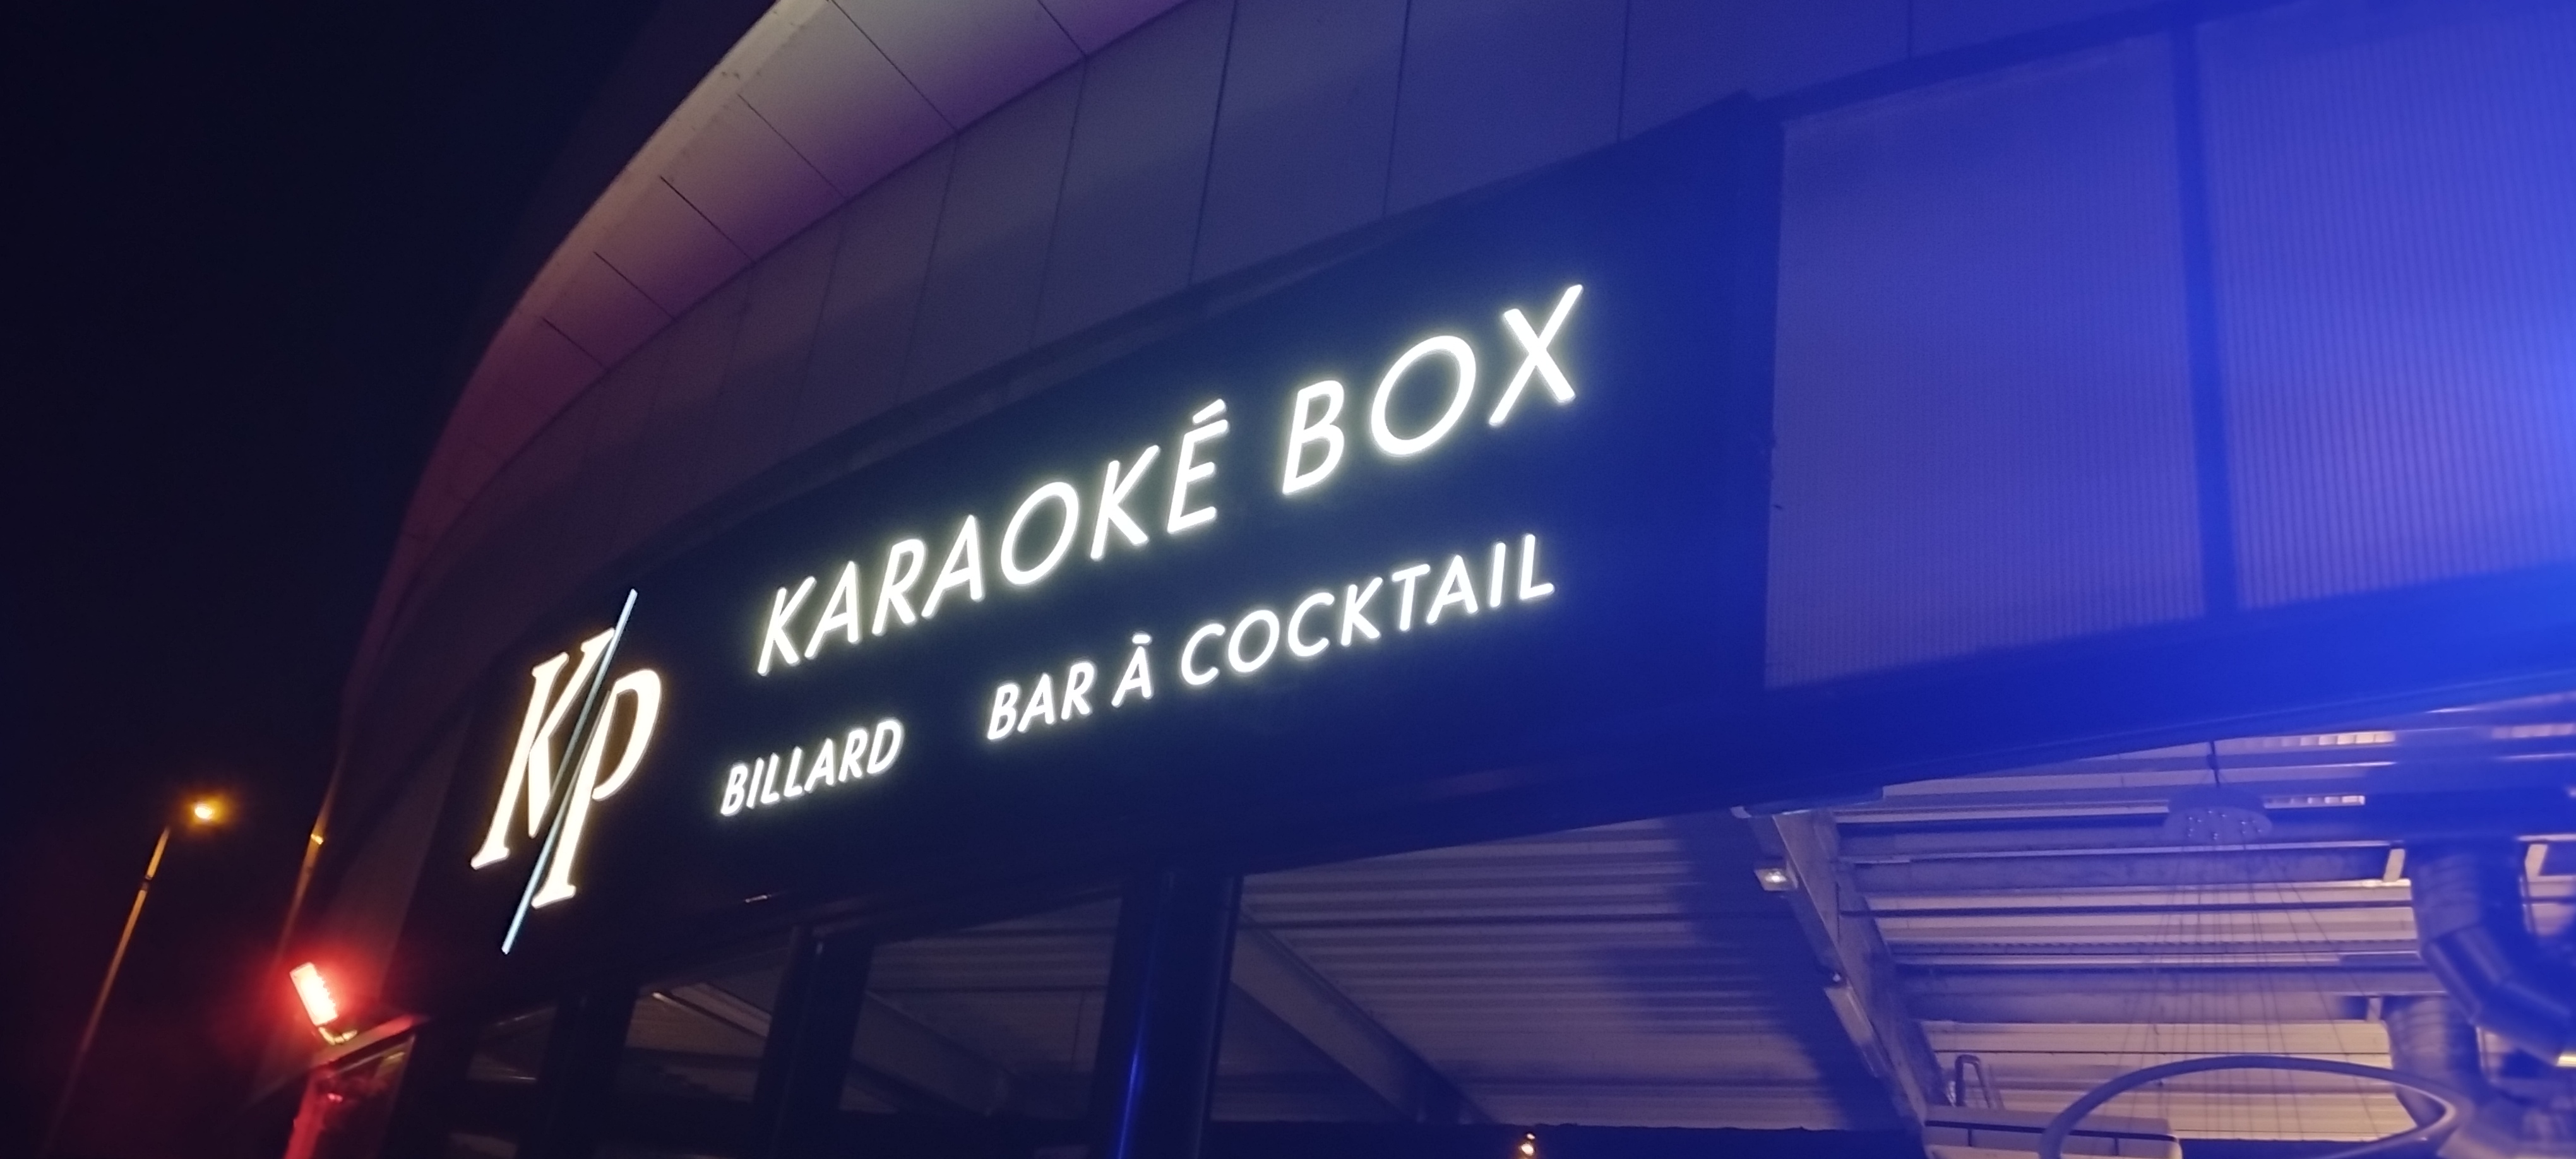 K/P
KARAOKÉ BOX
BILLARD BAR À COCKTAIL